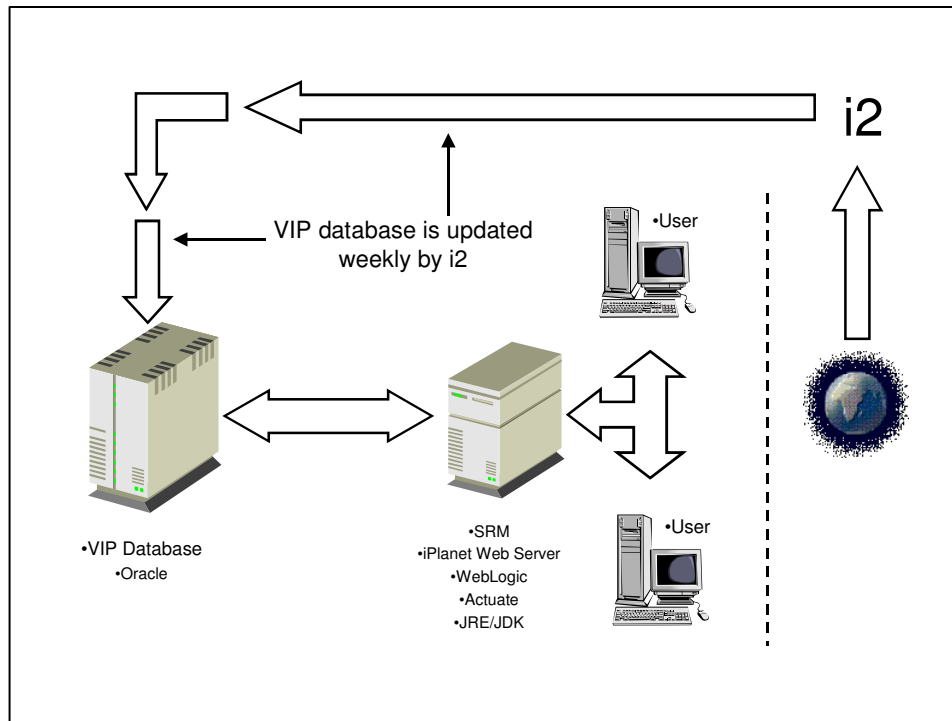 i2
VIP database is updated
weekly by i2
•User
•User
•VIP Database
•Oracle
•SRM
•iPlanet Web Server
•WebLogic
•Actuate
•JRE/JDK